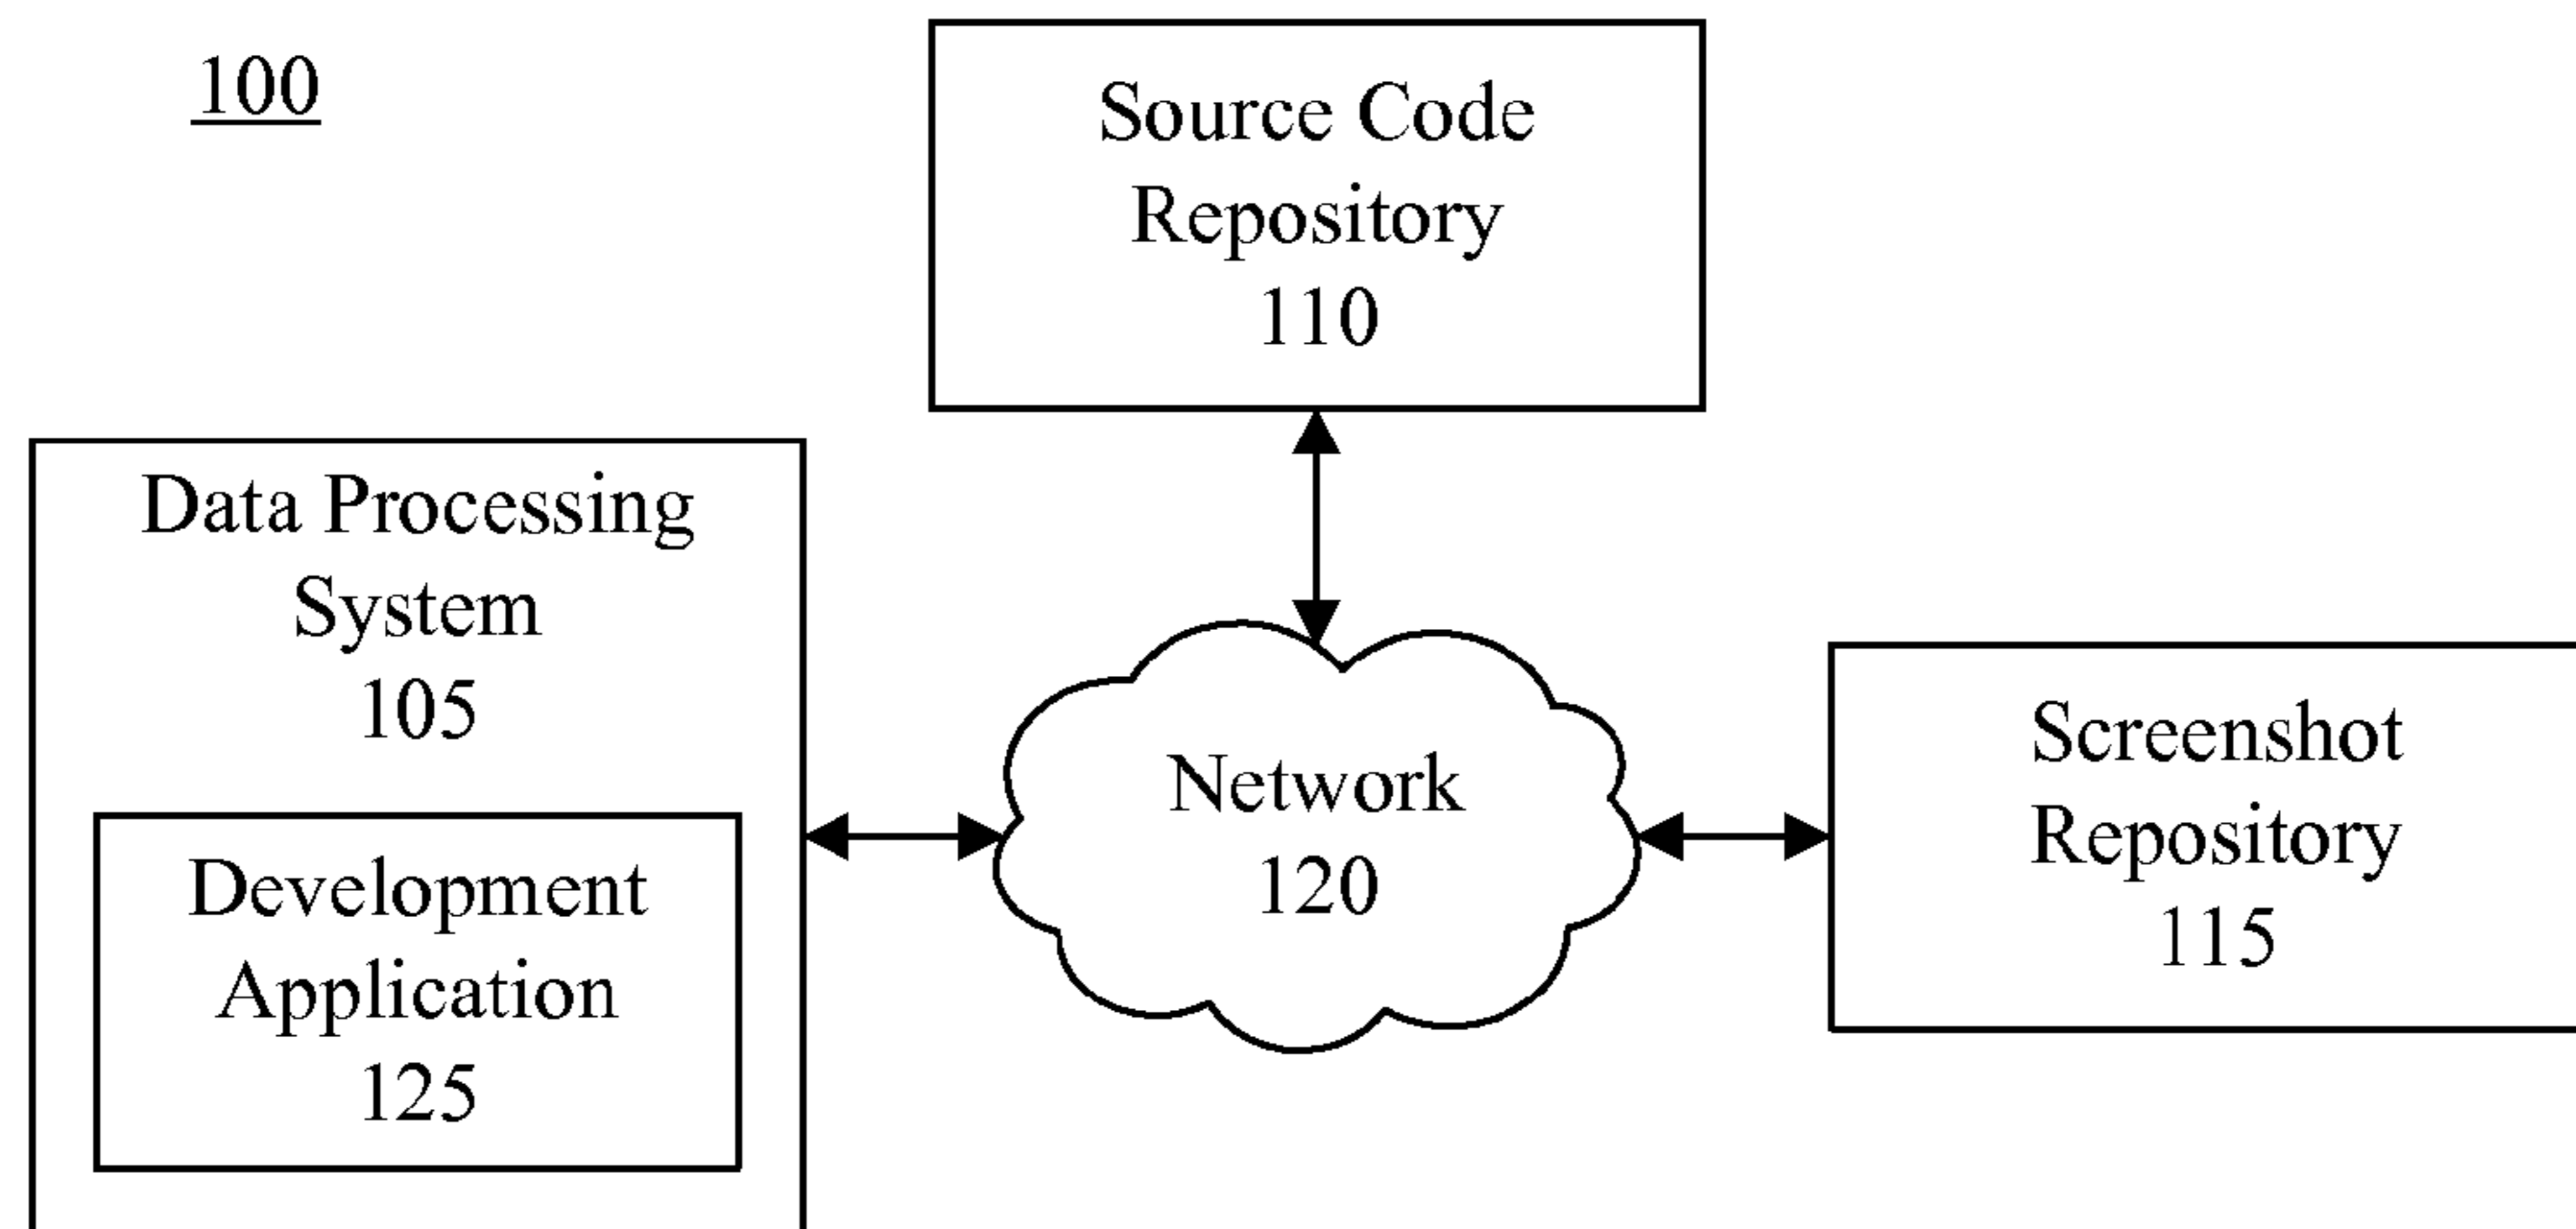 100
Source Code
Repository
110
Data Processing
System
105
Development
Application
125
Network
120
Screenshot
Repository
115